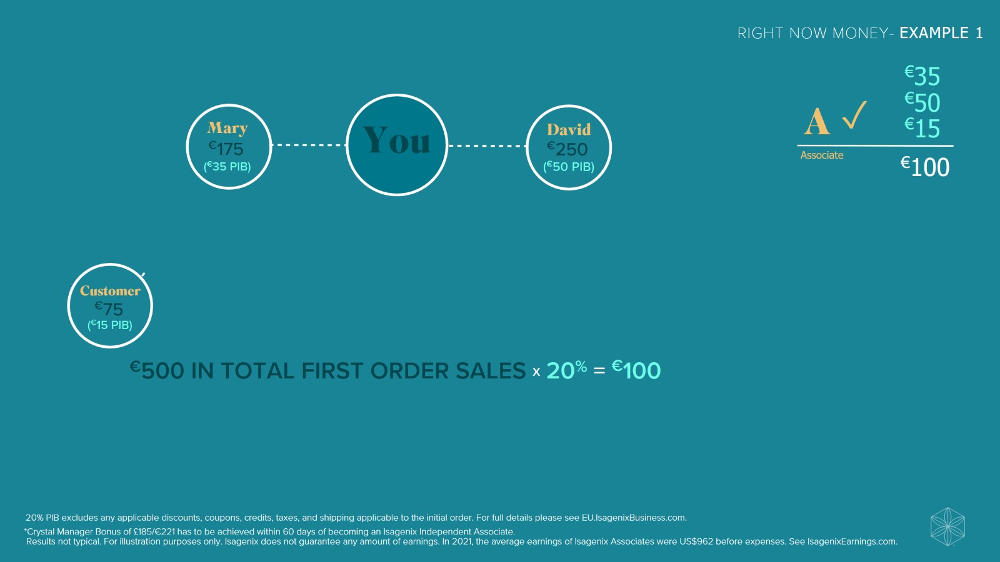 RIGHT NOW MONEY- EXAMPLE 1
Mary
€175
(€35 PIB)
You
David
€250
(€50 PIB)
A ✓
Associate
€35
€50
€15
€100
Customer
€75
(€15 PIB)
€500 IN TOTAL FIRST ORDER SALES x 20% = €100
20% PIB excludes any applicable discounts, coupons, credits, taxes, and shipping applicable to the initial order. For full details please see EU.IsagenixBusiness.com.
*Crystal Manager Bonus of £185/€221 has to be achieved within 60 days of becoming an Isagenix Independent Associate.
Results not typical. For illustration purposes only. Isagenix does not guarantee any amount of earnings. In 2021, the average earnings of Isagenix Associates were US$962 before expenses. See IsagenixEarnings.com.